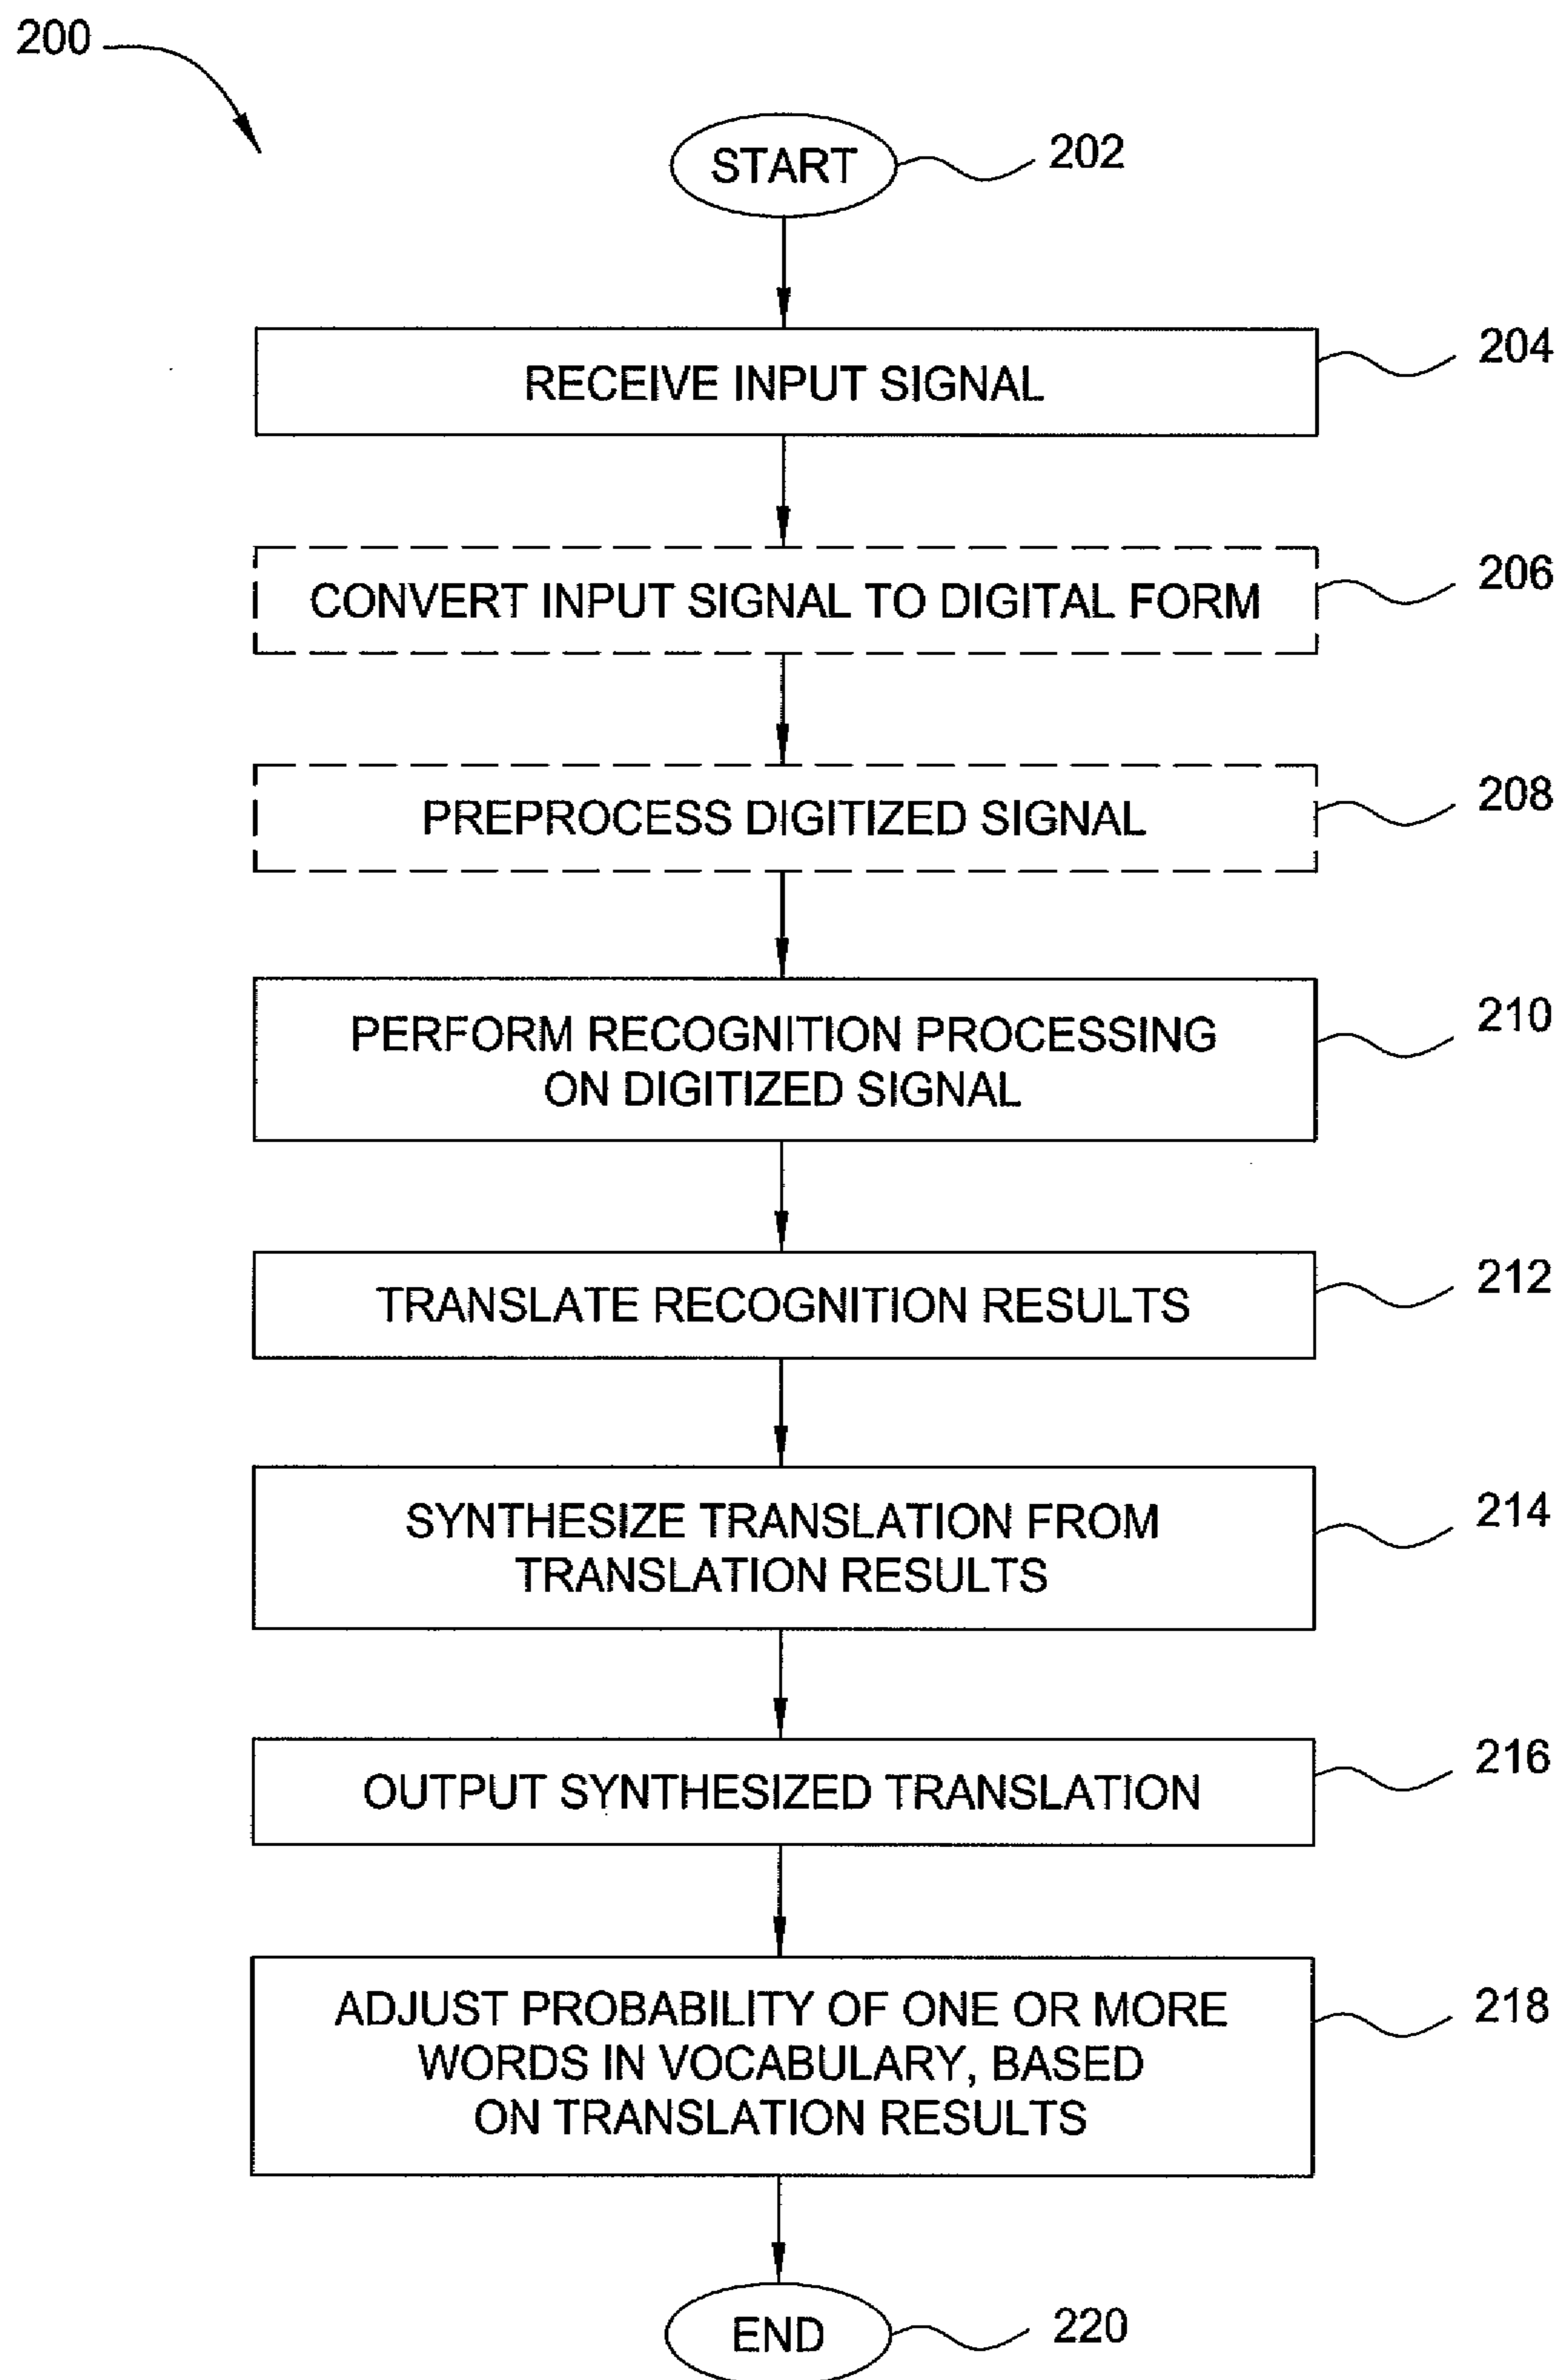 200
START
202
RECEIVE INPUT SIGNAL
204
CONVERT INPUT SIGNAL TO DIGITAL FORM
206
PREPROCESS DIGITIZED SIGNAL
208
PERFORM RECOGNITION PROCESSING
ON DIGITIZED SIGNAL
210
TRANSLATE RECOGNITION RESULTS
212
SYNTHESIZE TRANSLATION FROM
TRANSLATION RESULTS
214
OUTPUT SYNTHESIZED TRANSLATION
216
ADJUST PROBABILITY OF ONE OR MORE
WORDS IN VOCABULARY, BASED
ON TRANSLATION RESULTS
218
END
220